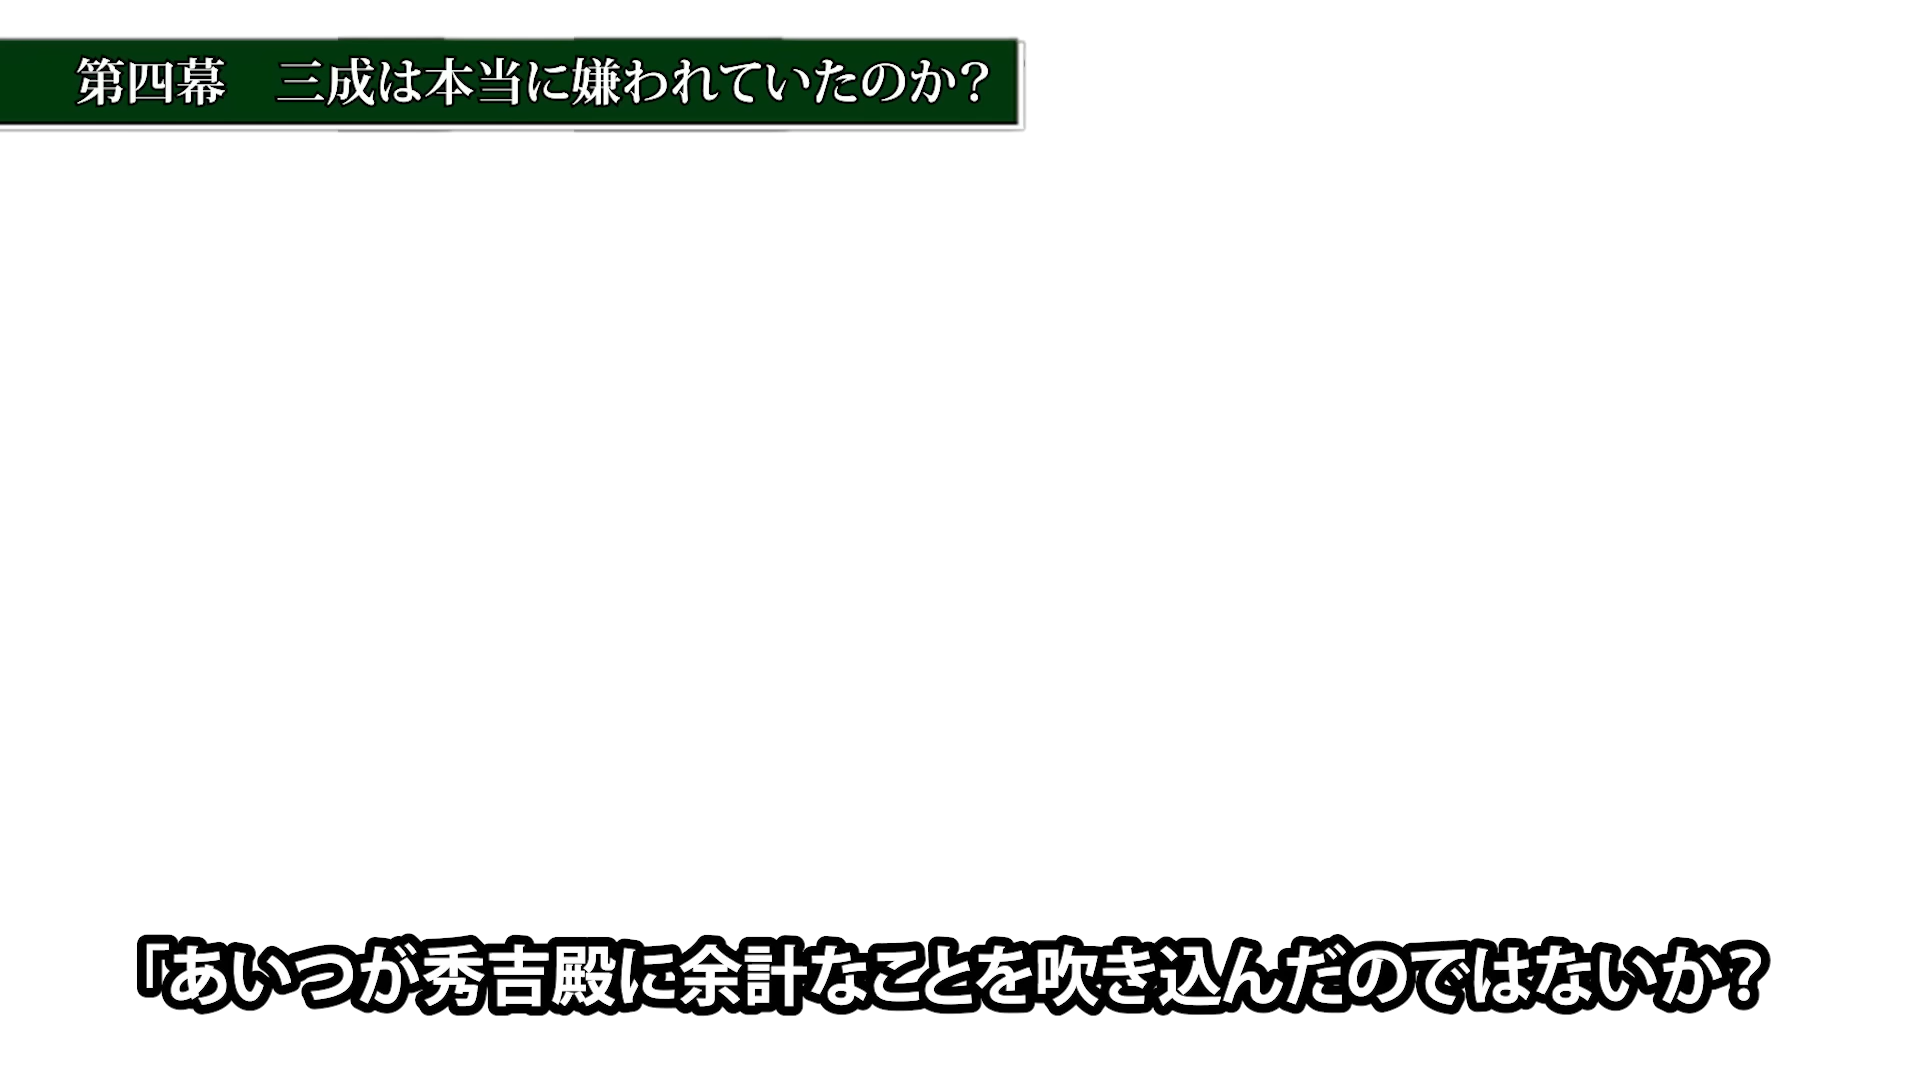 第四幕　三成は本当に嫌われていたのか？
「あいつが秀吉殿に余計なことを吹き込んだのではないか？